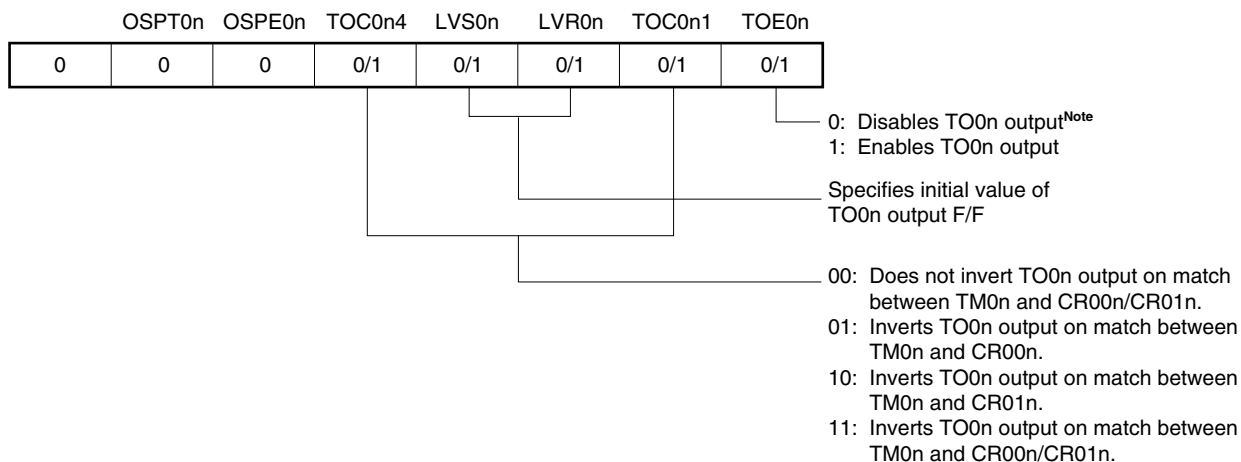 OSPT0n OSPE0n TOC0n4 LVS0n LVR0n TOC0n1 TOE0n
0 0 0 0/1 0/1 0/1 0/1 0/1
0: Disables TO0n output^Note
1: Enables TO0n output
Specifies initial value of
TO0n output F/F
00: Does not invert TO0n output on match
between TM0n and CR00n/CR01n.
01: Inverts TO0n output on match between
TM0n and CR00n.
10: Inverts TO0n output on match between
TM0n and CR01n.
11: Inverts TO0n output on match between
TM0n and CR00n/CR01n.